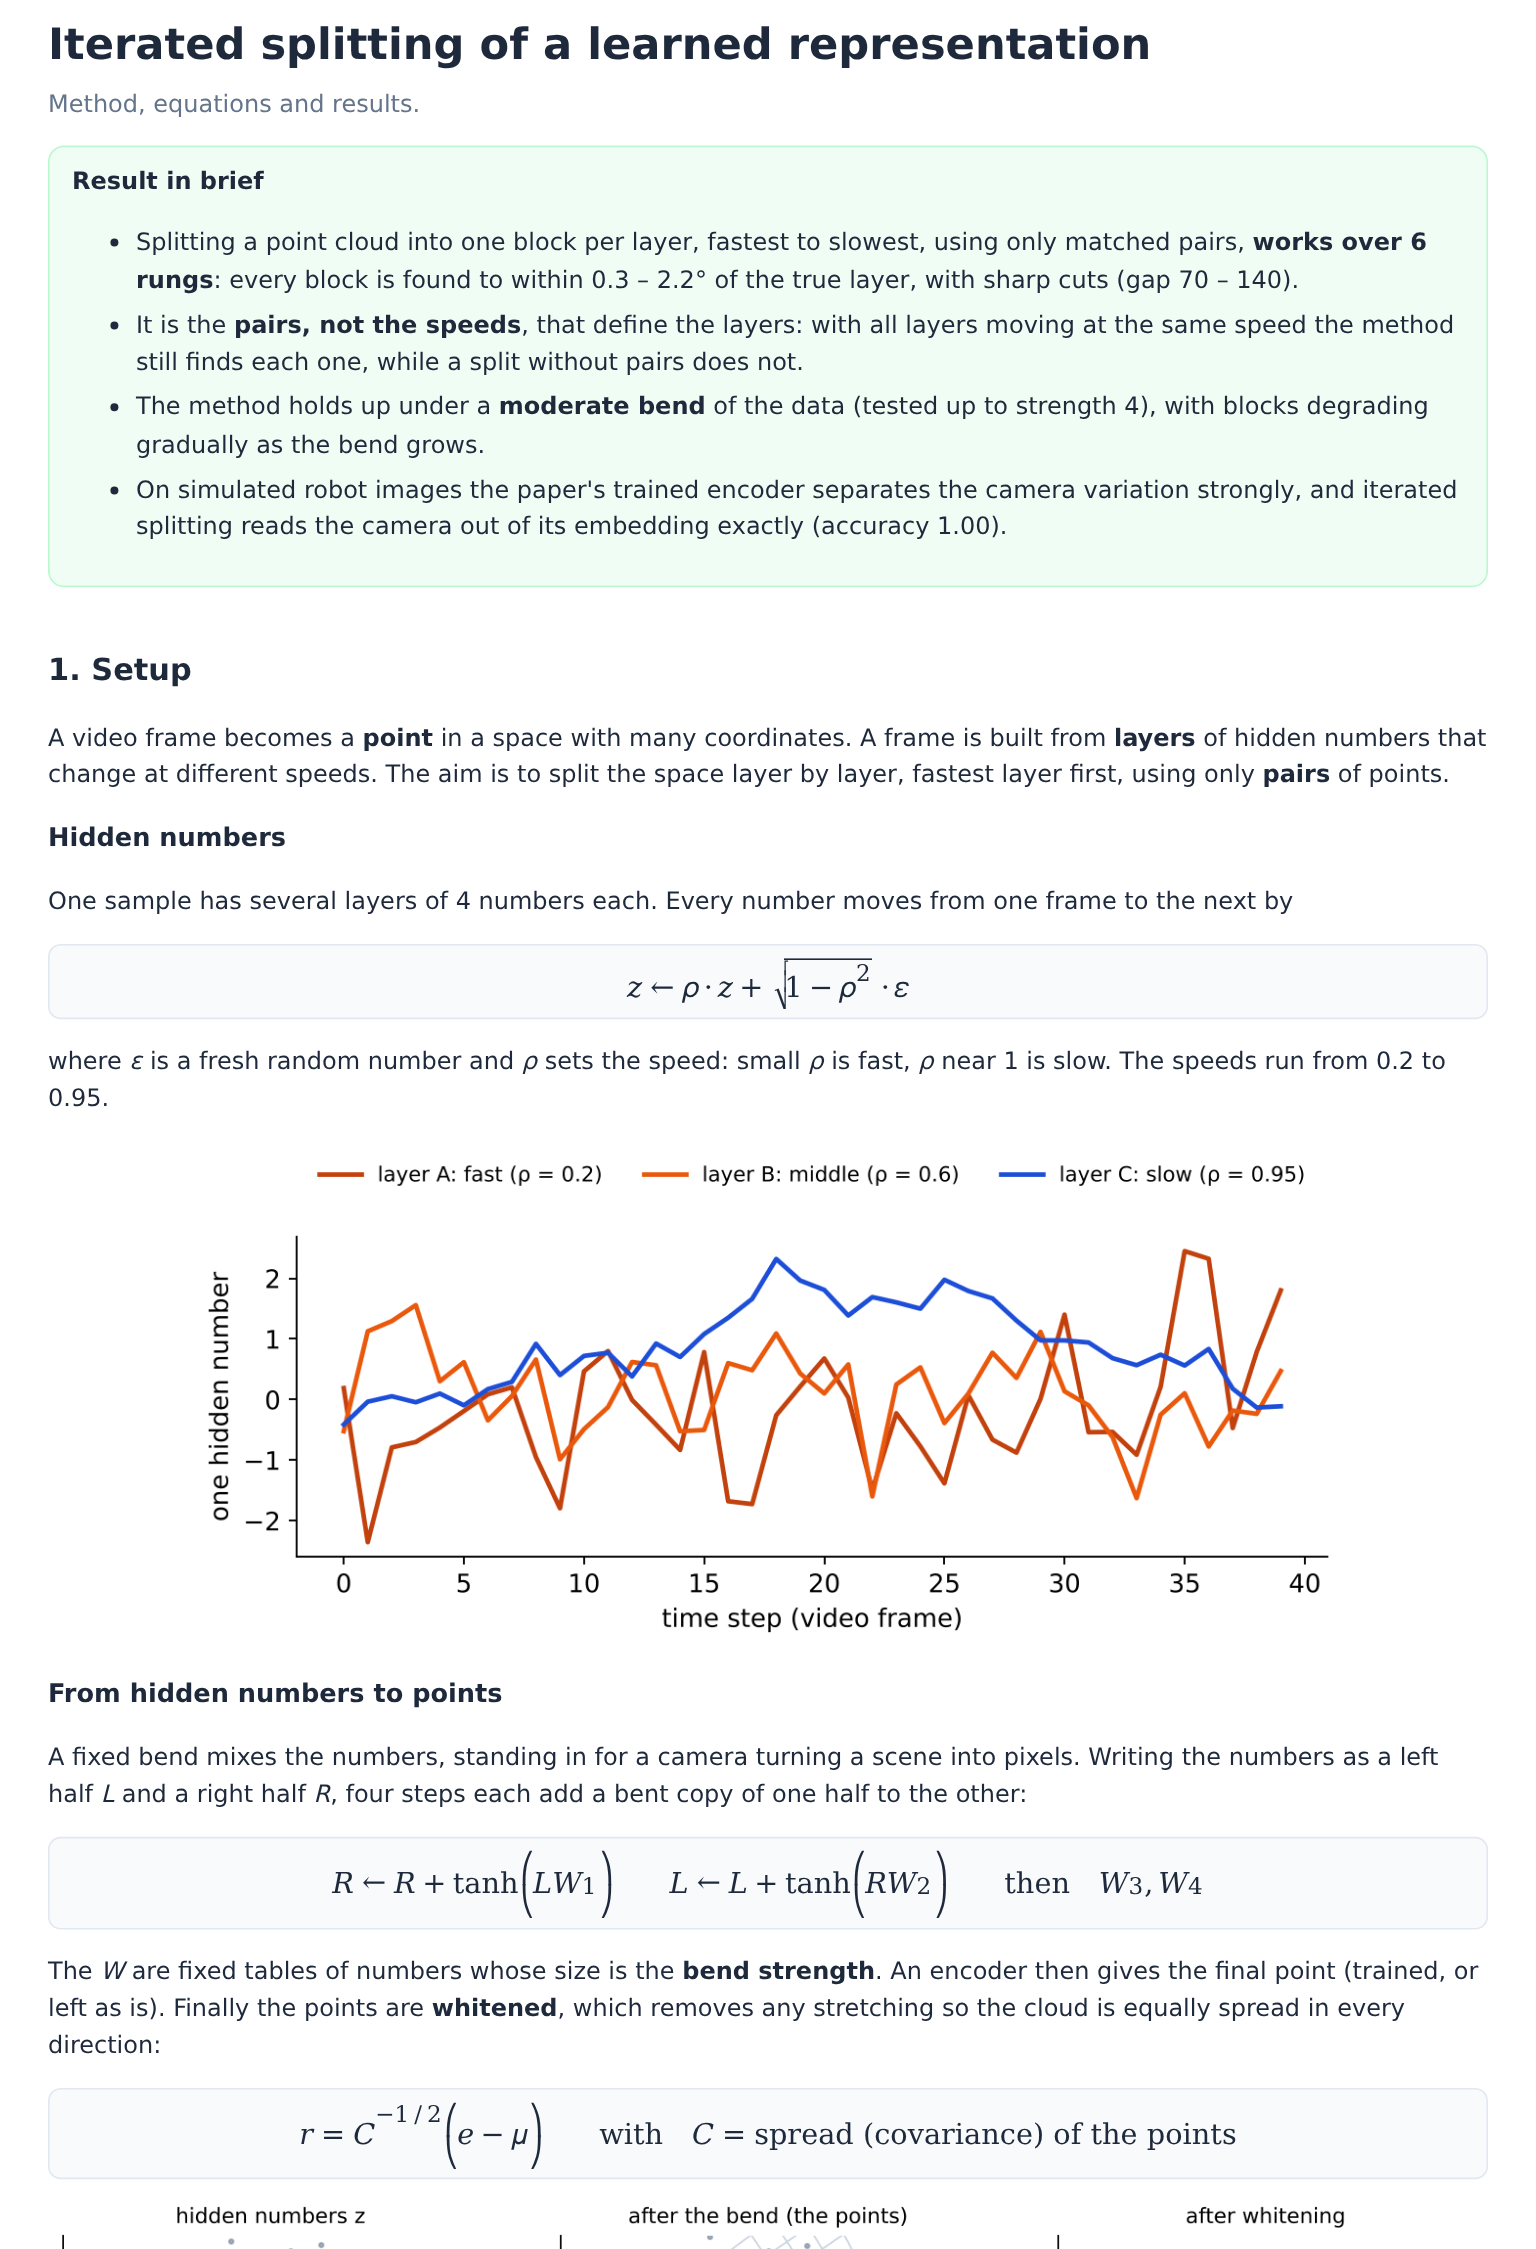 Iterated splitting of a learned representation
Method, equations and results.
Result in brief
• Splitting a point cloud into one block per layer, fastest to slowest, using only matched pairs, works over 6
rungs: every block is found to within 0.3 – 2.2° of the true layer, with sharp cuts (gap 70 – 140).
• It is the pairs, not the speeds, that define the layers: with all layers moving at the same speed the method
still finds each one, while a split without pairs does not.
• The method holds up under a moderate bend of the data (tested up to strength 4), with blocks degrading
gradually as the bend grows.
• On simulated robot images the paper's trained encoder separates the camera variation strongly, and iterated
splitting reads the camera out of its embedding exactly (accuracy 1.00).
1. Setup
A video frame becomes a point in a space with many coordinates. A frame is built from layers of hidden numbers that
change at different speeds. The aim is to split the space layer by layer, fastest layer first, using only pairs of points.
Hidden numbers
One sample has several layers of 4 numbers each. Every number moves from one frame to the next by
z ← ρ · z + √(1 − ρ²) · ε
where ε is a fresh random number and ρ sets the speed: small ρ is fast, ρ near 1 is slow. The speeds run from 0.2 to
0.95.
layer A: fast (ρ = 0.2) layer B: middle (ρ = 0.6) layer C: slow (ρ = 0.95)
one hidden number
2
1
0
−1
−2
0 5 10 15 20 25 30 35 40
time step (video frame)
From hidden numbers to points
A fixed bend mixes the numbers, standing in for a camera turning a scene into pixels. Writing the numbers as a left
half L and a right half R, four steps each add a bent copy of one half to the other:
R ← R + tanh(LW1) L ← L + tanh(RW2) then W3, W4
The W are fixed tables of numbers whose size is the bend strength. An encoder then gives the final point (trained, or
left as is). Finally the points are whitened, which removes any stretching so the cloud is equally spread in every
direction:
r = C^−1/2 (e − μ) with C = spread (covariance) of the points
hidden numbers z after the bend (the points) after whitening